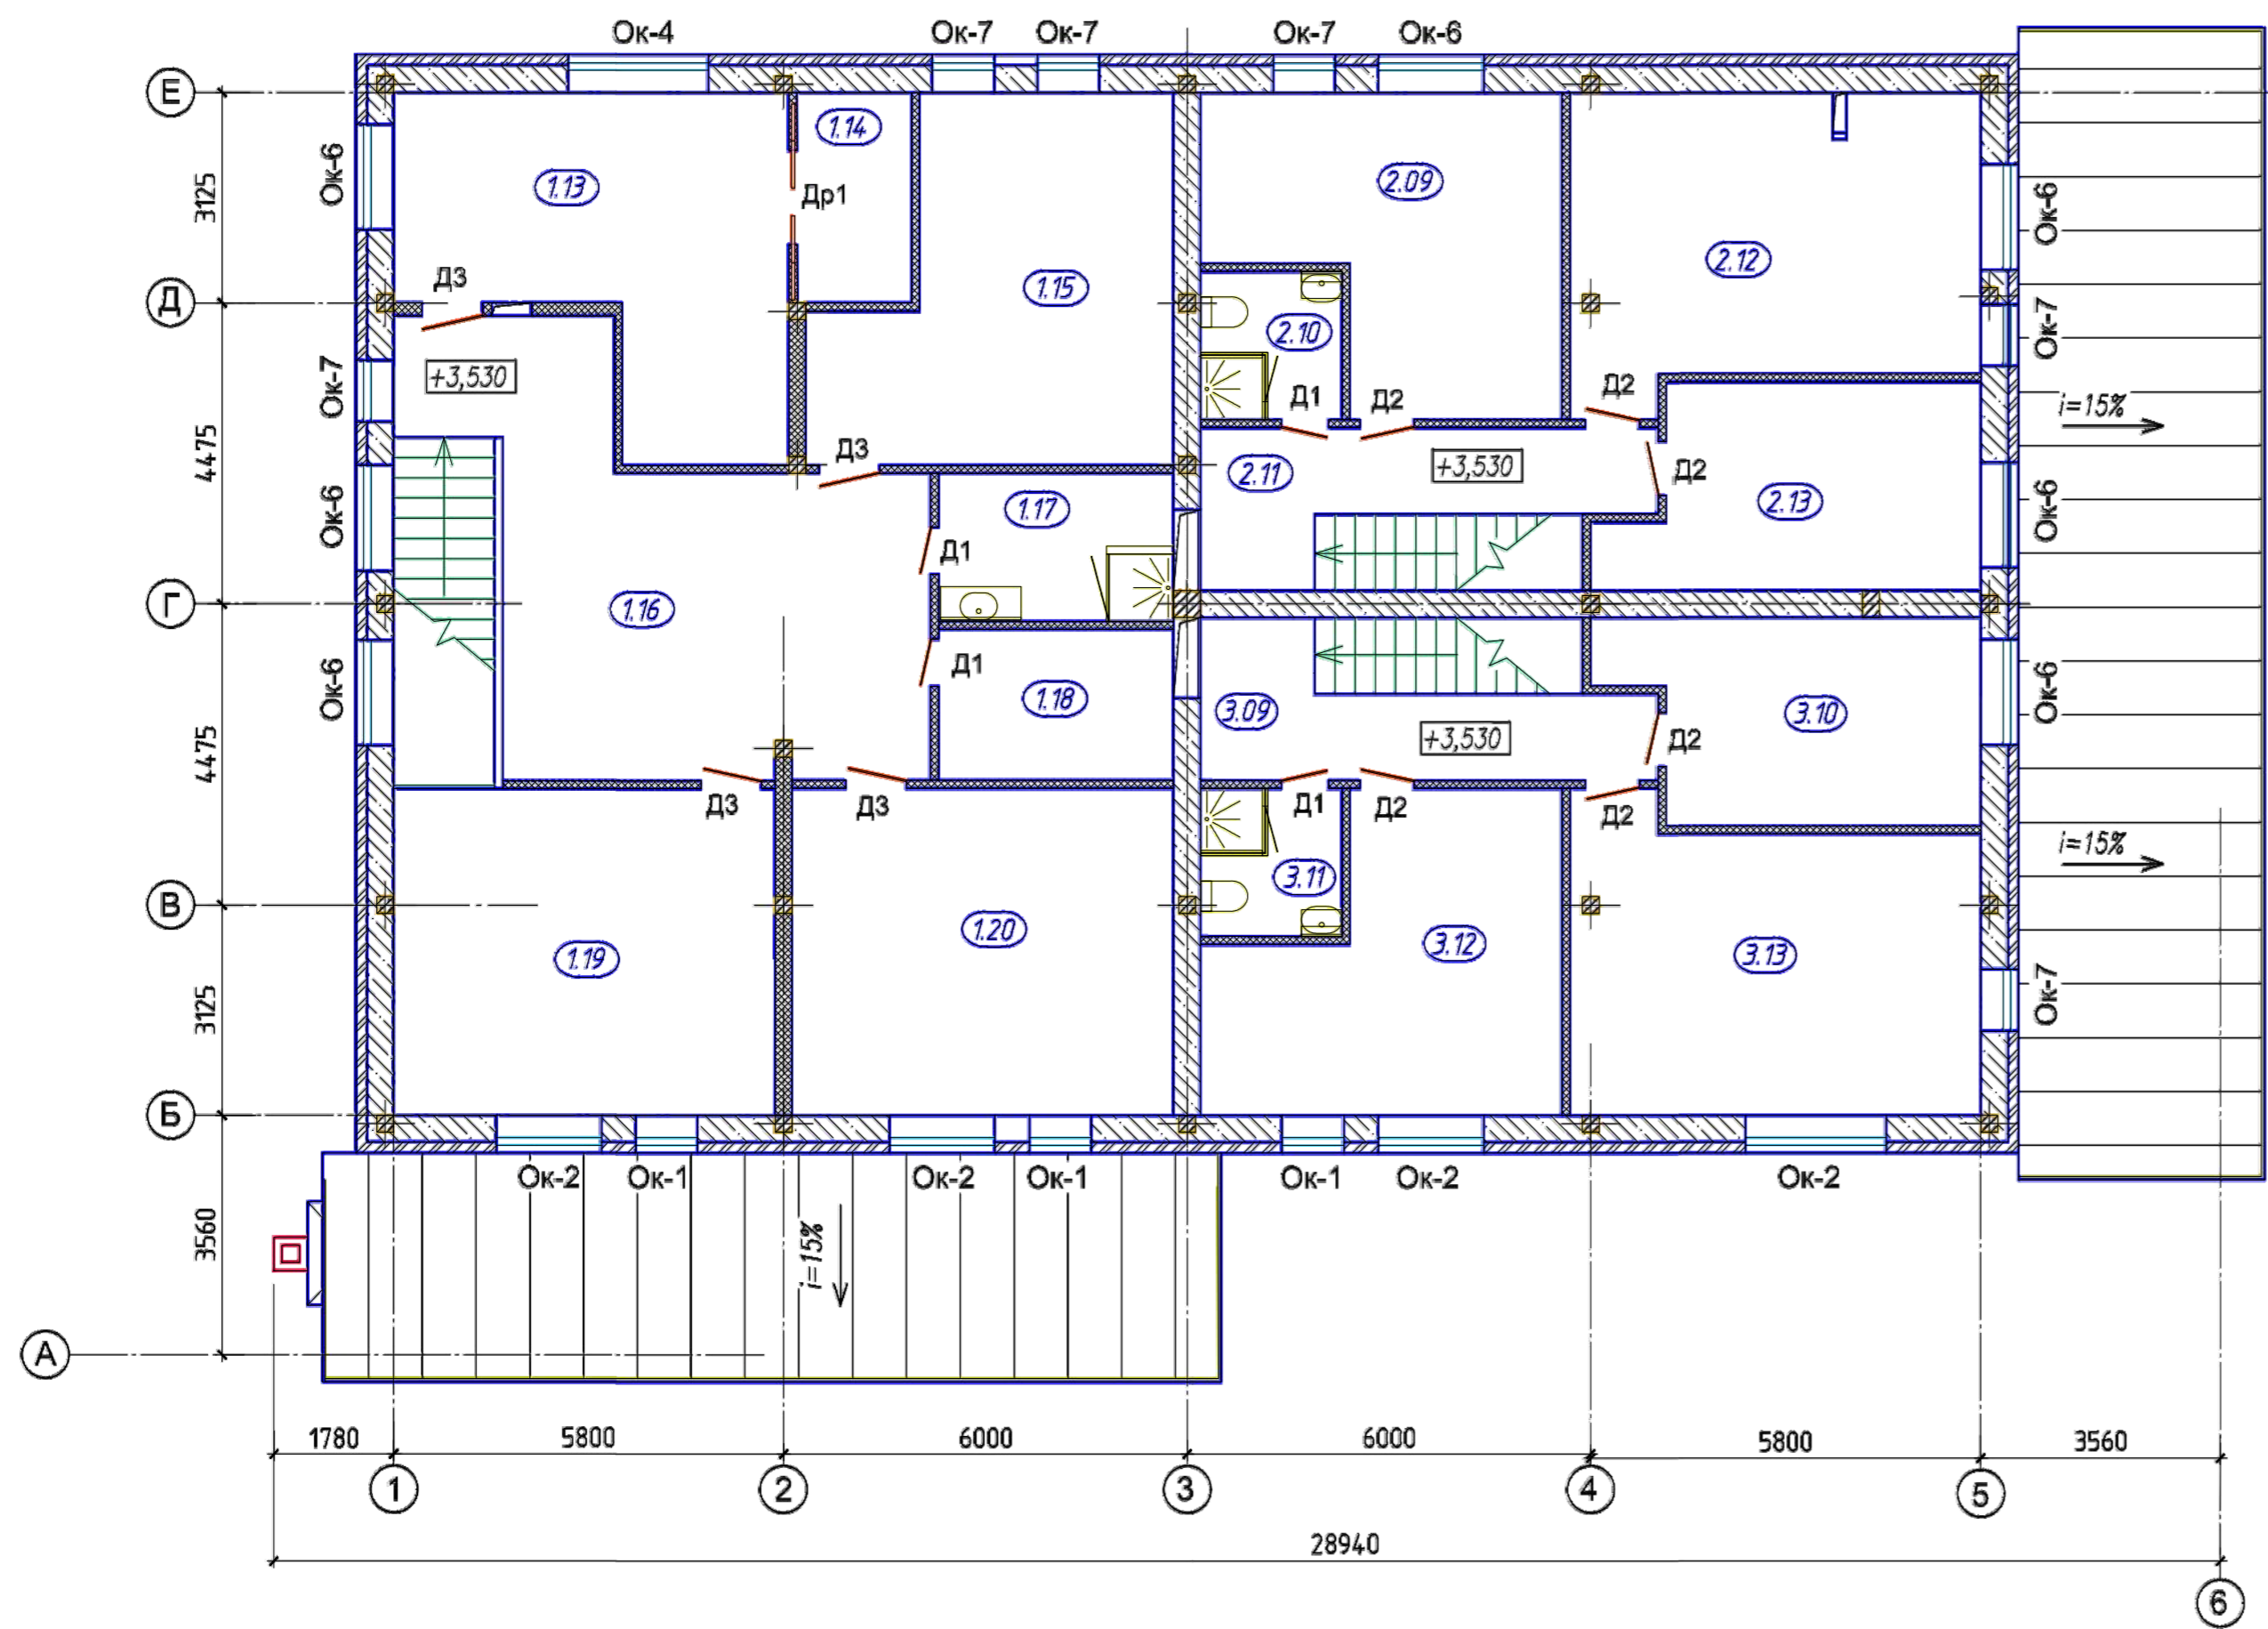 Ок-4 Ок-7 Ок-7 Ок-7 Ок-6
Е
1.14
Ок-6 3125 1.13 Др1 2.09 Ок-6
2.12
Д3 1.15
Д
2.10 Ок-7
Ок-7 +3,530 Д1 Д2 Д2 i=15%
4475 Д3 2.11 +3,530 Д2
Ок-6 1.17 2.13 Ок-6
Д1
Г 1.16
Ок-6 Д1 1.18 3.09 3.10 Ок-6
4475 +3,530 Д2
Д3 Д3 Д1 Д2 Д2 i=15%
3.11
В
1.19 1.20 3.12 3.13
3125 Ок-7
Б
Ок-2 Ок-1 Ок-2 Ок-1 Ок-1 Ок-2 Ок-2
3560 i=15%
А
1780 5800 6000 6000 5800 3560
1 2 3 4 5
28940
6